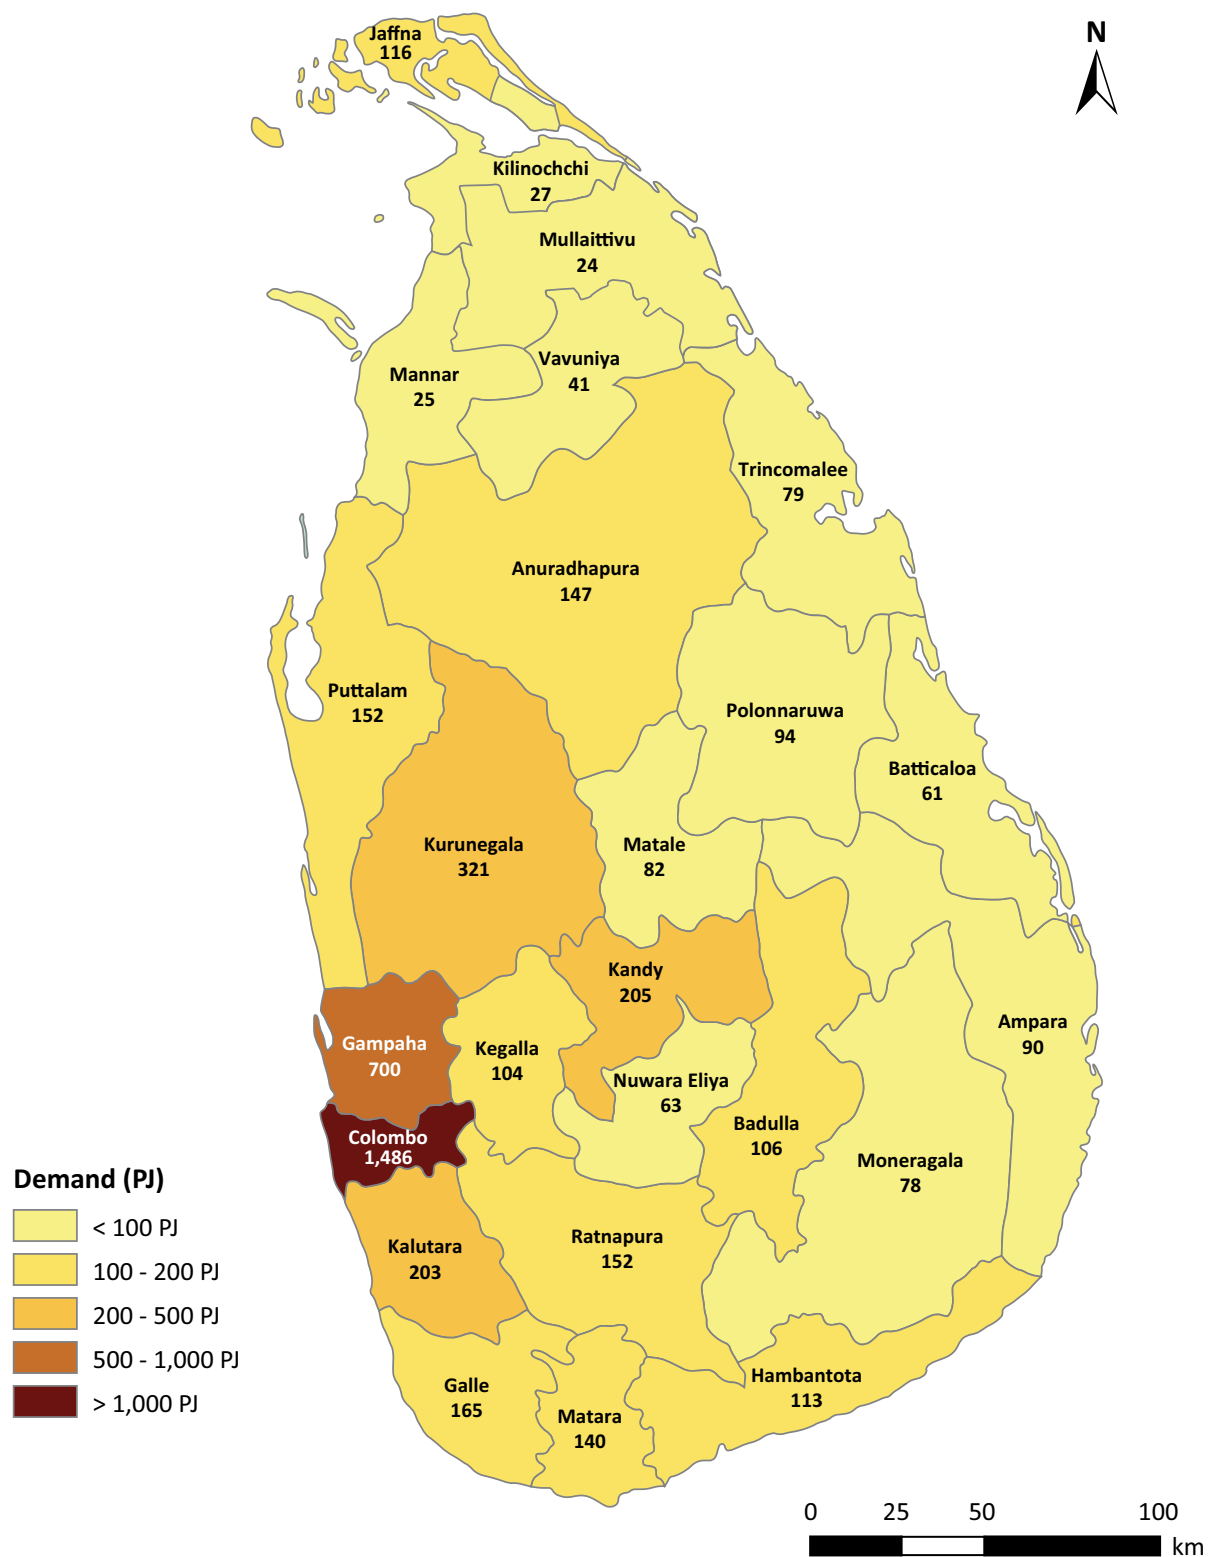 N
Jaffna
116
Kilinochchi
27
Mullaittivu
24
Vavuniya
41
Mannar
25
Trincomalee
79
Anuradhapura
147
Puttalam
152
Polonnaruwa
94
Batticaloa
61
Kurunegala
321
Matale
82
Kandy
205
Ampara
90
Gampaha
700
Kegalla
104
Nuwara Eliya
63
Badulla
106
Colombo
1,486
Moneragala
78
Kalutara
203
Ratnapura
152
Galle
165
Matara
140
Hambantota
113
Demand (PJ)
< 100 PJ
100 - 200 PJ
200 - 500 PJ
500 - 1,000 PJ
> 1,000 PJ
0 25 50 100
km